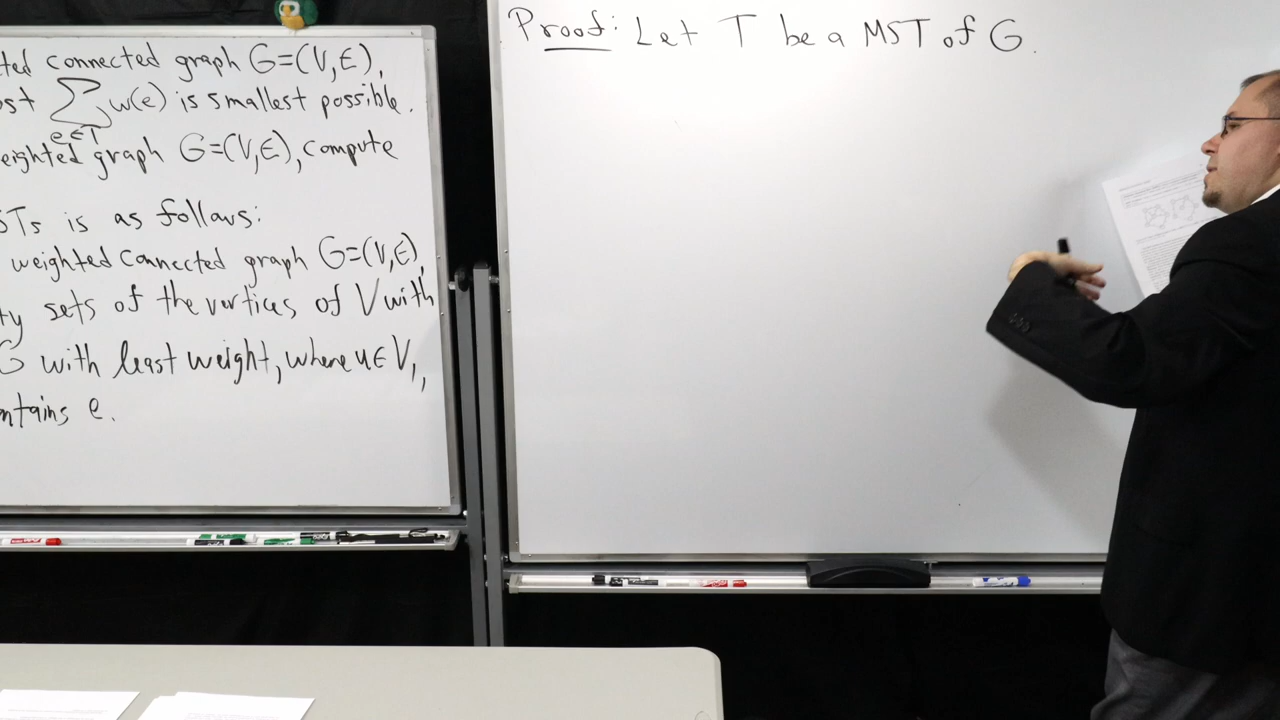 ted connected graph G=(V,E),
ost ∑ w(e) is smallest possible.
e∈T
eighted graph G=(V,E), compute
STs is as follows:
weighted connected graph G=(V,E),
ty sets of the vertices of V with
G with least weight, where u∈V₁,
ntains e.
Proof: Let T be a MST of G.